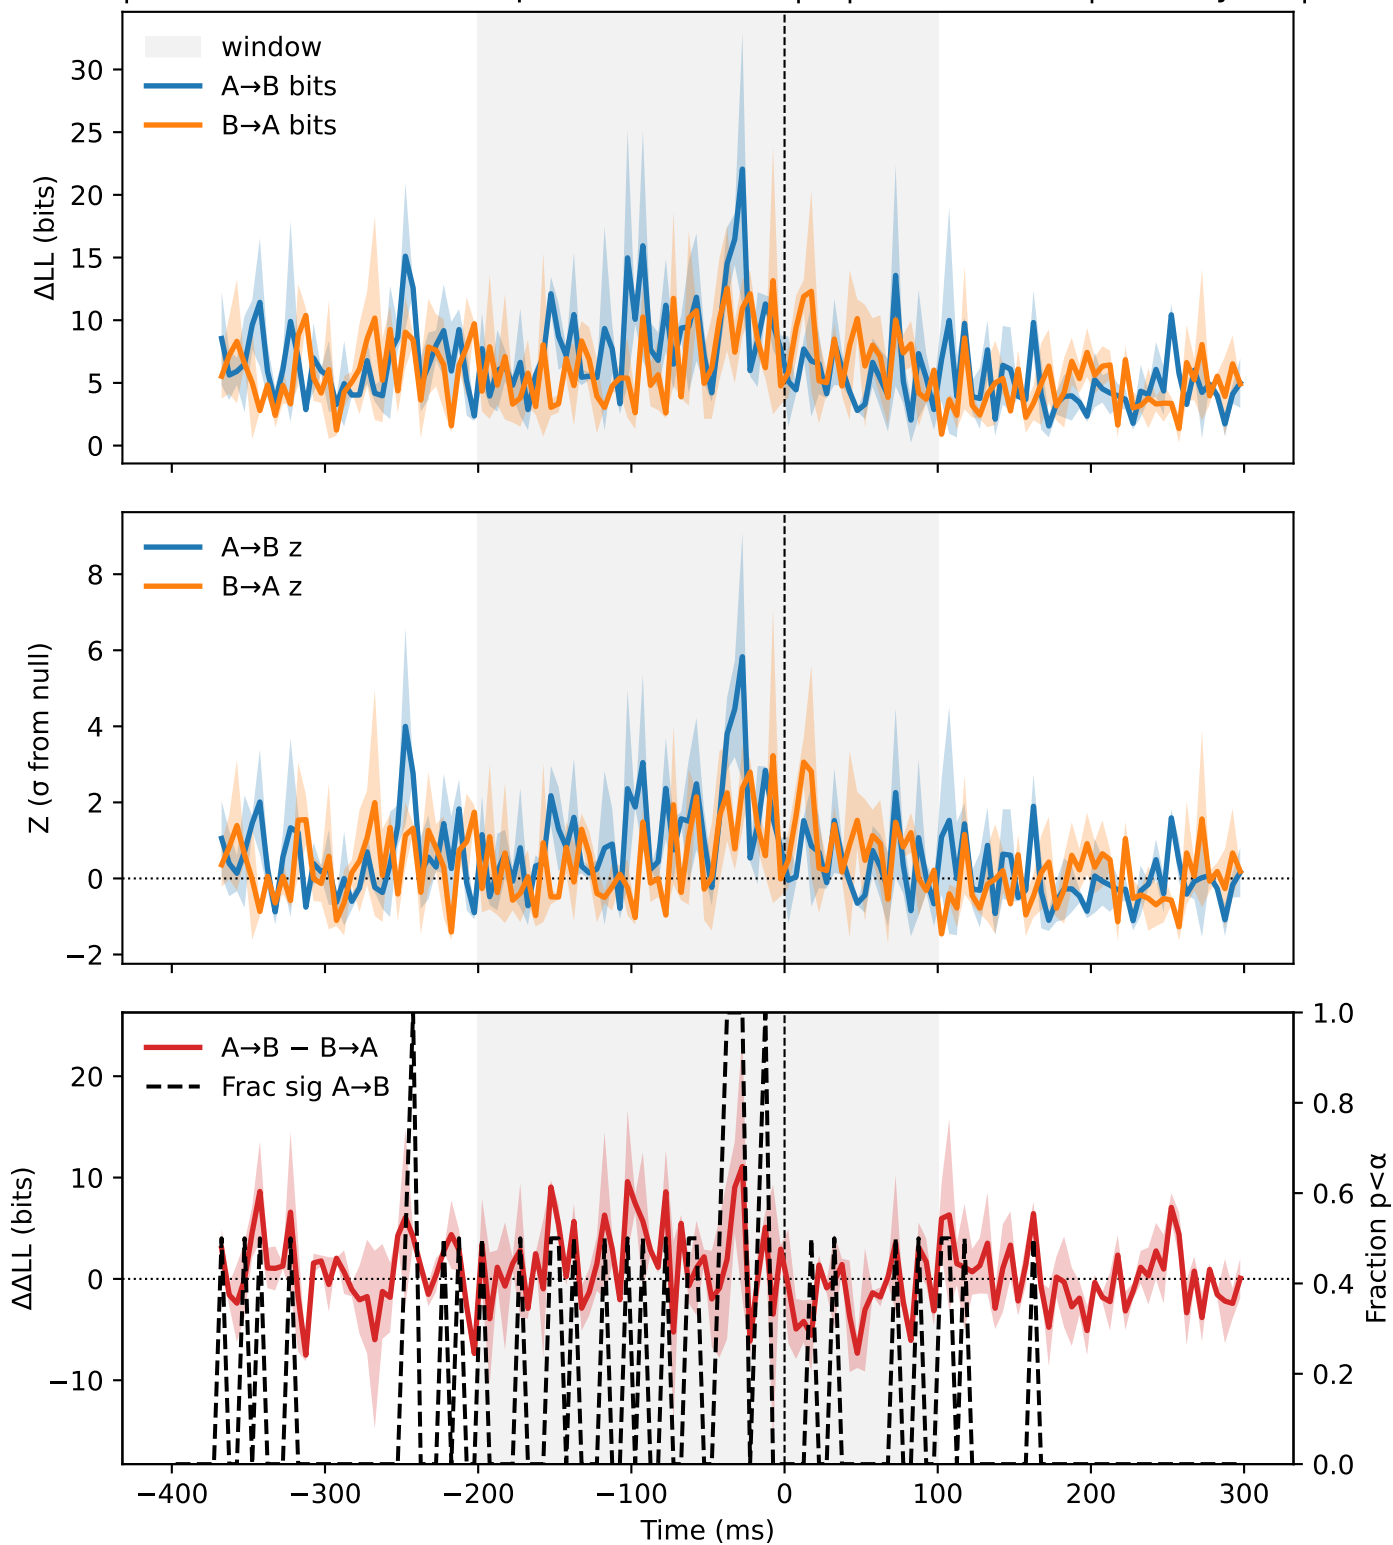 window
A→B bits
B→A bits
ΔLL (bits)
30
25
20
15
10
5
0
A→B z
B→A z
Z (σ from null)
8
6
4
2
0
−2
A→B − B→A
Frac sig A→B
ΔΔLL (bits)
20
10
0
−10
1.0
0.8
0.6
0.4
0.2
0.0
Fraction p<α
−400 −300 −200 −100 0 100 200 300
Time (ms)